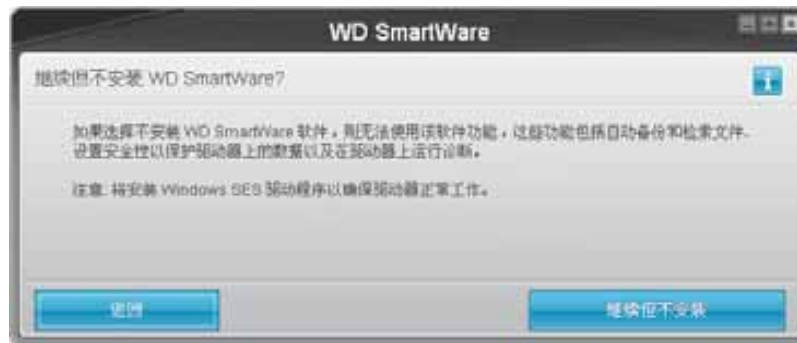 WD SmartWare
继续但不安装 WD SmartWare?
如果选择不安装 WD SmartWare 软件，则无法使用该软件功能，这些功能包括自动备份和检索文件.
设置安全性以保护驱动器上的数据以及在驱动器上运行诊断。
注意: 将安装 Windows SES 驱动程序以确保驱动器正常工作。
返回
继续但不安装